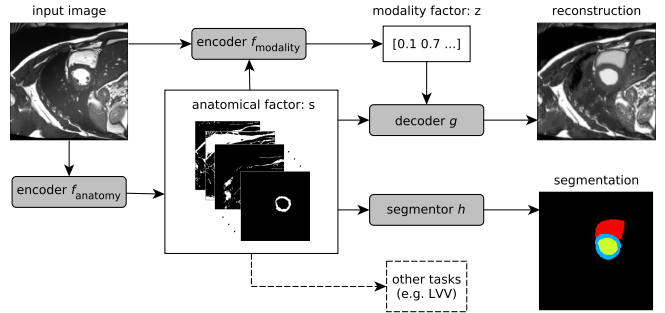 input image
modality factor: z
reconstruction
encoder f_modality
[0.1 0.7 ...]
anatomical factor: s
decoder g
encoder f_anatomy
segmentor h
segmentation
other tasks
(e.g. LVV)